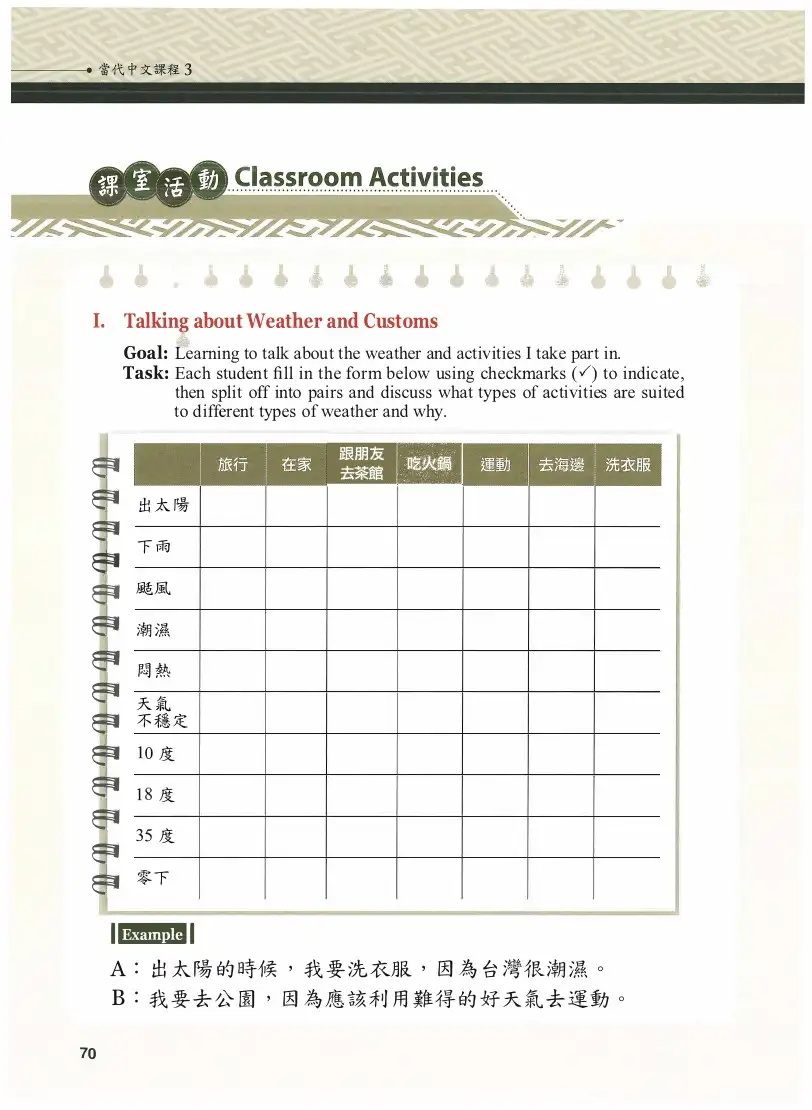 當代中文課程 3
課室活動 Classroom Activities
I. Talking about Weather and Customs
Goal: Learning to talk about the weather and activities I take part in.
Task: Each student fill in the form below using checkmarks (✓) to indicate,
then split off into pairs and discuss what types of activities are suited
to different types of weather and why.
旅行 在家 跟朋友去茶館 吃火鍋 運動 去海邊 洗衣服
出太陽
下雨
颳風
潮濕
悶熱
天氣
不穩定
10 度
18 度
35 度
零下
Example
A：出太陽的時候，我要洗衣服，因為台灣很潮濕。
B：我要去公園，因為應該利用難得的好天氣去運動。
70